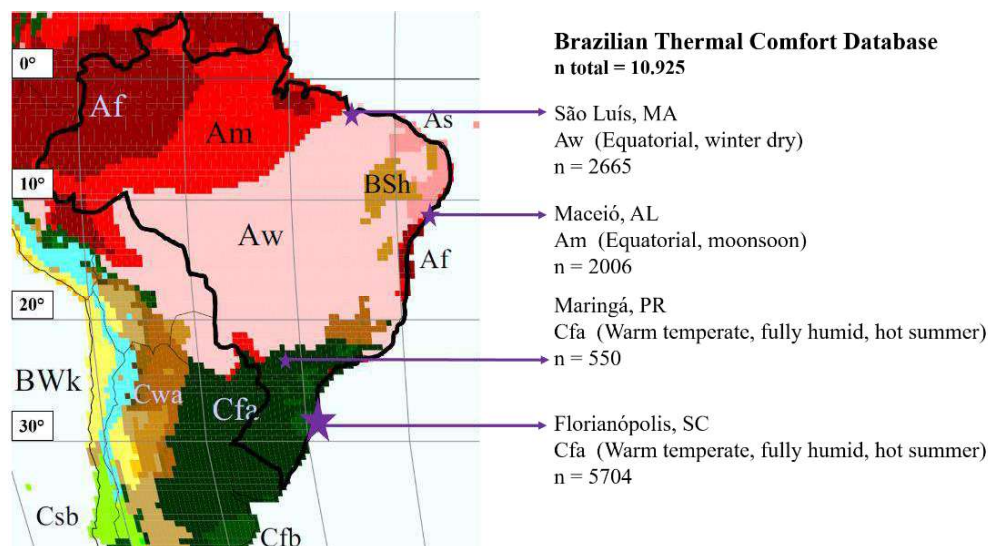 0°
Af
Am
As
10°
BSh
Aw
Af
20°
BWk
Cwa
Cfa
30°
Csb
Cfb
Brazilian Thermal Comfort Database
n total = 10.925
São Luís, MA
Aw (Equatorial, winter dry)
n = 2665
Maceió, AL
Am (Equatorial, moonsoon)
n = 2006
Maringá, PR
Cfa (Warm temperate, fully humid, hot summer)
n = 550
Florianópolis, SC
Cfa (Warm temperate, fully humid, hot summer)
n = 5704